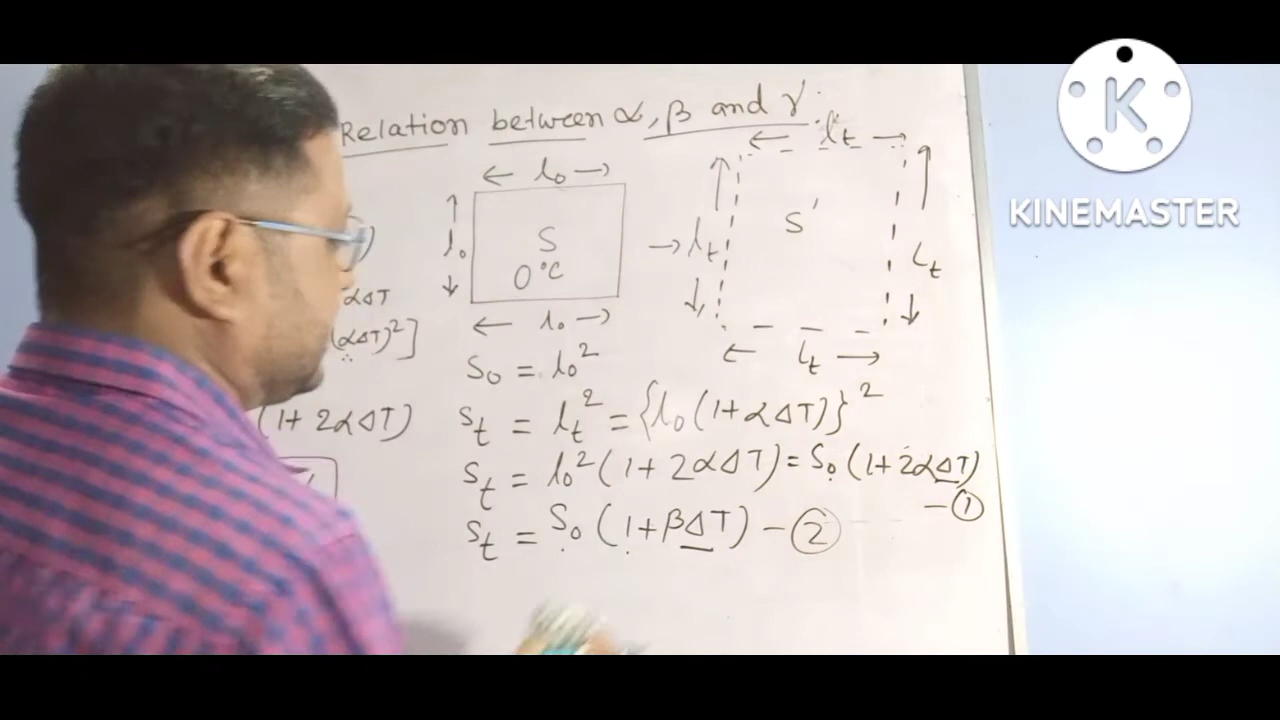 Relation between α, β and γ.
← l₀ →
← lₜ →
l₀
S
0°C
→ lₜ
S'
Lₜ
← l₀ →
← lₜ →
αΔT
(αΔT)²]
(1+2αΔT)
S₀ = l₀²
Sₜ = lₜ² = {l₀(1+αΔT)}²
Sₜ = l₀²(1+2αΔT) = S₀(1+2αΔT)
-①
Sₜ = S₀(1+βΔT) -②
K
KINEMASTER